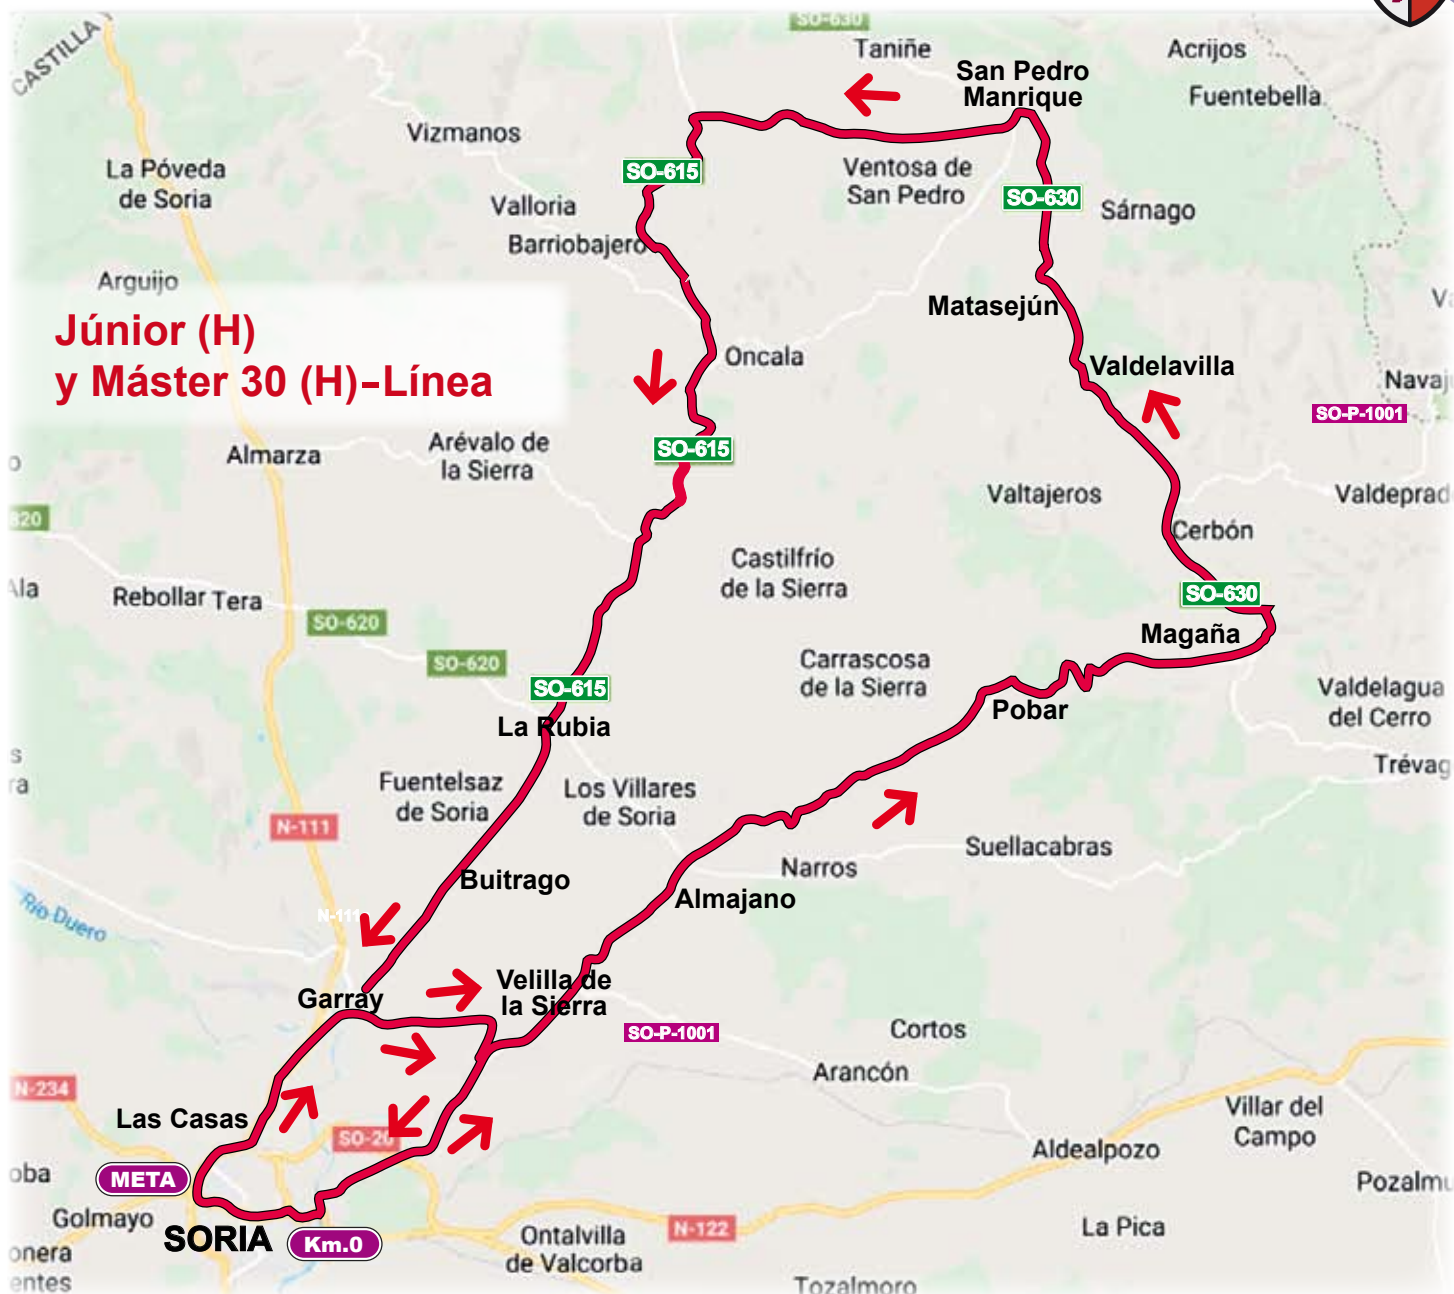 SO-630
CASTILLA
Taniñe
Acrijos
San Pedro
Manrique
Fuentebella
Vizmanos
La Póveda
de Soria
SO-615
Ventosa de
San Pedro
SO-630
Sárnago
Valloria
Barriobajero
Arguijo
Matasejún
Júnior (H)
y Máster 30 (H)-Línea
Oncala
Valdelavilla
SO-P-1001
Almarza
Arévalo de
la Sierra
SO-615
Valtajeros
Cerbón
Castilfrío
de la Sierra
Rebollar
Tera
SO-620
SO-630
Magaña
SO-620
Carrascosa
de la Sierra
SO-615
La Rubia
Pobar
Valdelagua
del Cerro
Fuentelsaz
de Soria
Los Villares
de Soria
N-111
Suellacabras
Narros
Buitrago
Almajano
Río Duero
N-111
Velilla de
la Sierra
Garray
SO-P-1001
Cortos
Arancón
N-234
Las Casas
SO-20
Villar del
Campo
Aldealpozo
META
Golmayo
SORIA
Km.0
Ontalvilla
de Valcorba
N-122
La Pica
Tozalmoro